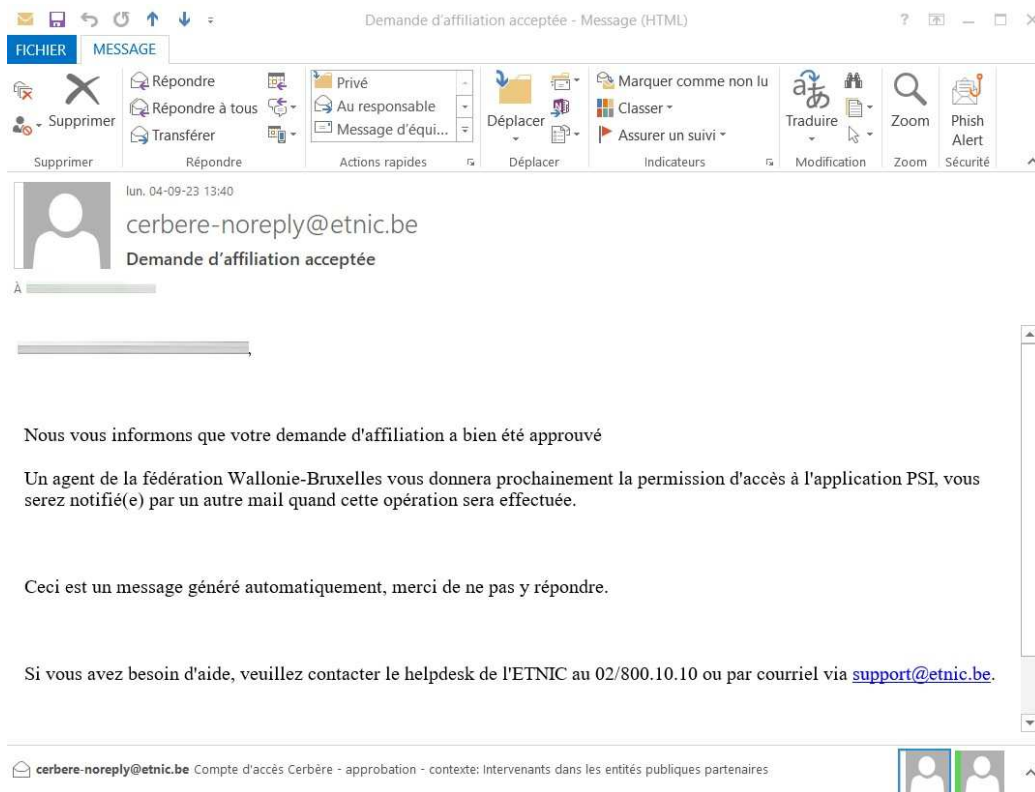 Demande d'affiliation acceptée - Message (HTML)
?
FICHIER MESSAGE
Supprimer
Répondre
Répondre à tous
Transférer
Privé
Au responsable
Message d'équi...
Déplacer
Marquer comme non lu
Classer
Assurer un suivi
Traduire
Zoom
Phish
Alert
Supprimer Répondre Actions rapides Déplacer Indicateurs Modification Zoom Sécurité
lun. 04-09-23 13:40
cerbere-noreply@etnic.be
Demande d'affiliation acceptée
À
,
Nous vous informons que votre demande d'affiliation a bien été approuvé
Un agent de la fédération Wallonie-Bruxelles vous donnera prochainement la permission d'accès à l'application PSI, vous
serez notifié(e) par un autre mail quand cette opération sera effectuée.
Ceci est un message généré automatiquement, merci de ne pas y répondre.
Si vous avez besoin d'aide, veuillez contacter le helpdesk de l'ETNIC au 02/800.10.10 ou par courriel via support@etnic.be.
cerbere-noreply@etnic.be Compte d'accès Cerbère - approbation - contexte: Intervenants dans les entités publiques partenaires